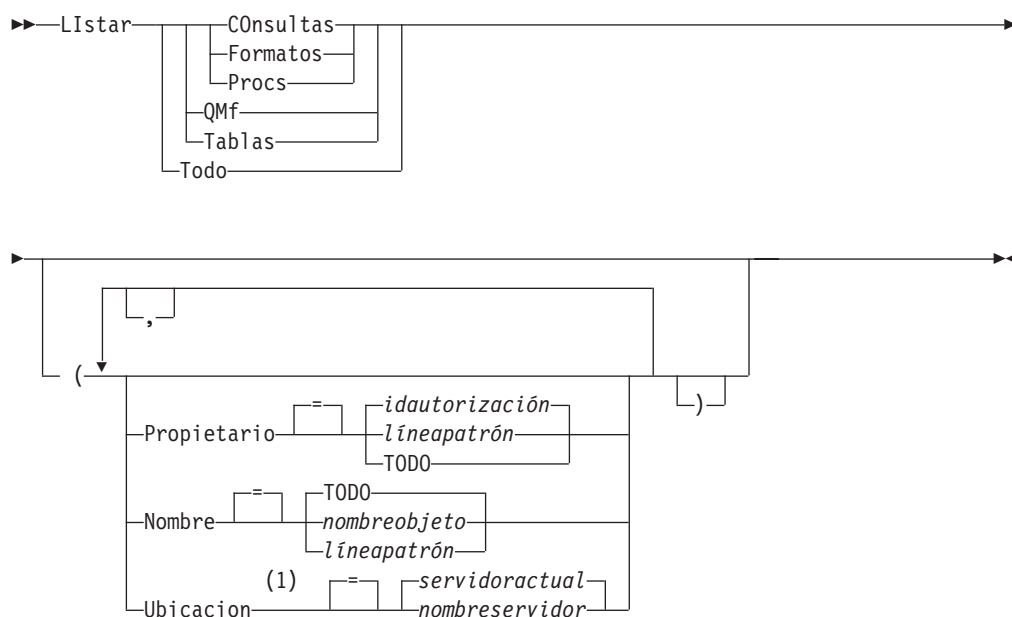 LIstar COnsultas
Formatos
Procs
QMf
Tablas
Todo
,
( )
= idautorización
Propietario líneapatrón
TODO
= TODO
Nombre nombreobjeto
líneapatrón
(1) = servidoractual
Ubicacion nombreservidor